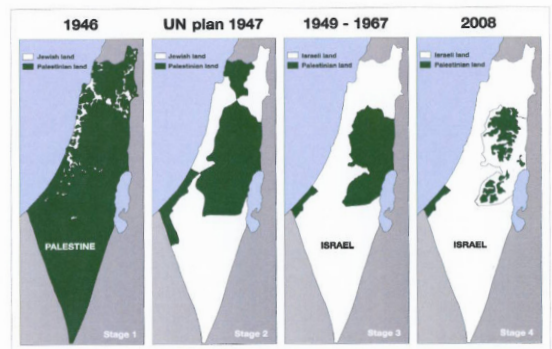 1946
Jewish land
Palestinian land
PALESTINE
Stage 1
UN plan 1947
Jewish land
Palestinian land
Stage 2
1949 - 1967
Israeli land
Palestinian land
ISRAEL
Stage 3
2008
Israeli land
Palestinian land
ISRAEL
Stage 4